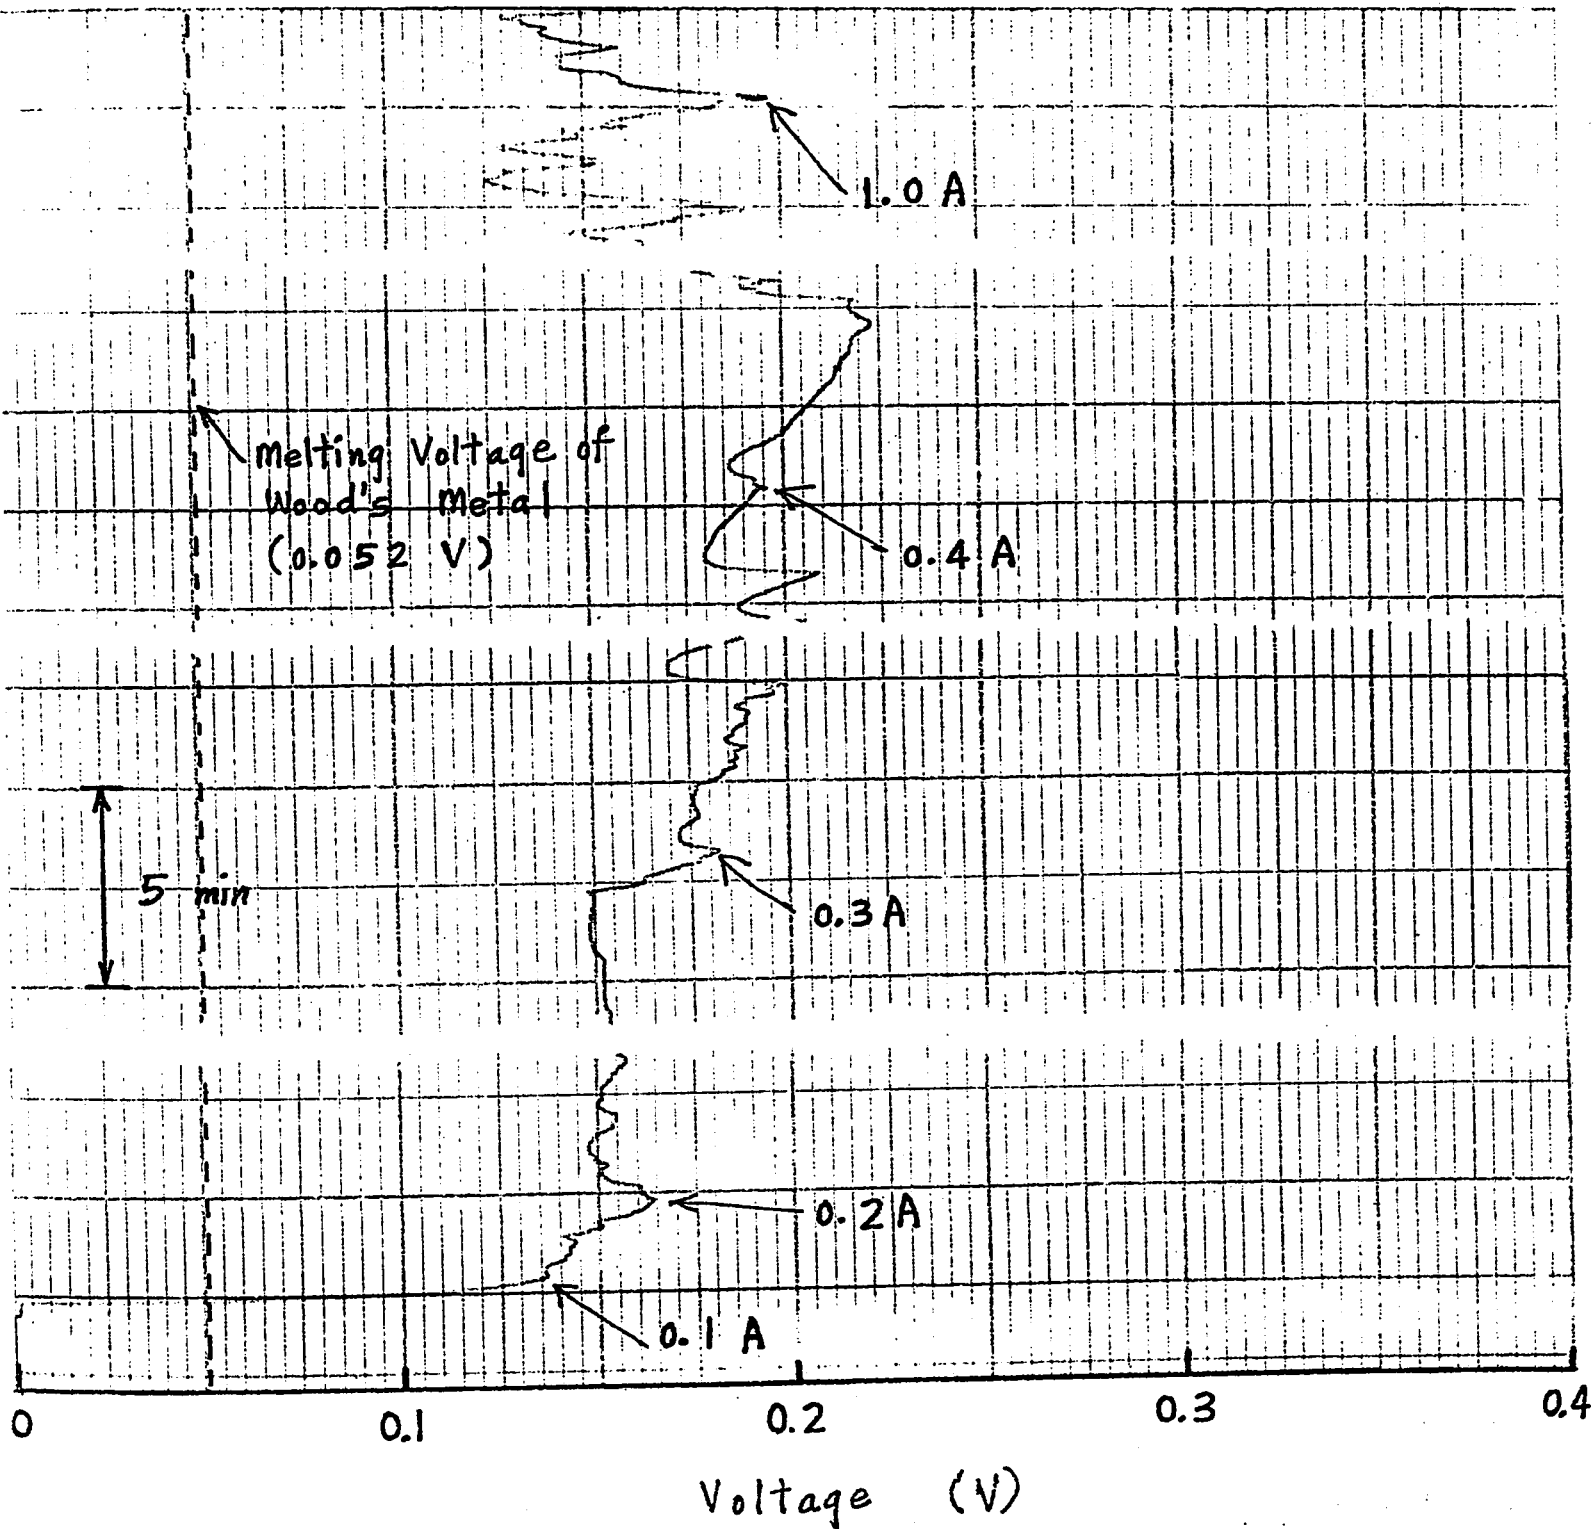 1.0 A
Melting Voltage of
Wood's Metal
(0.052 V)
0.4 A
5 min
0.3 A
0.2 A
0.1 A
0
0.1
0.2
0.3
0.4
Voltage (V)